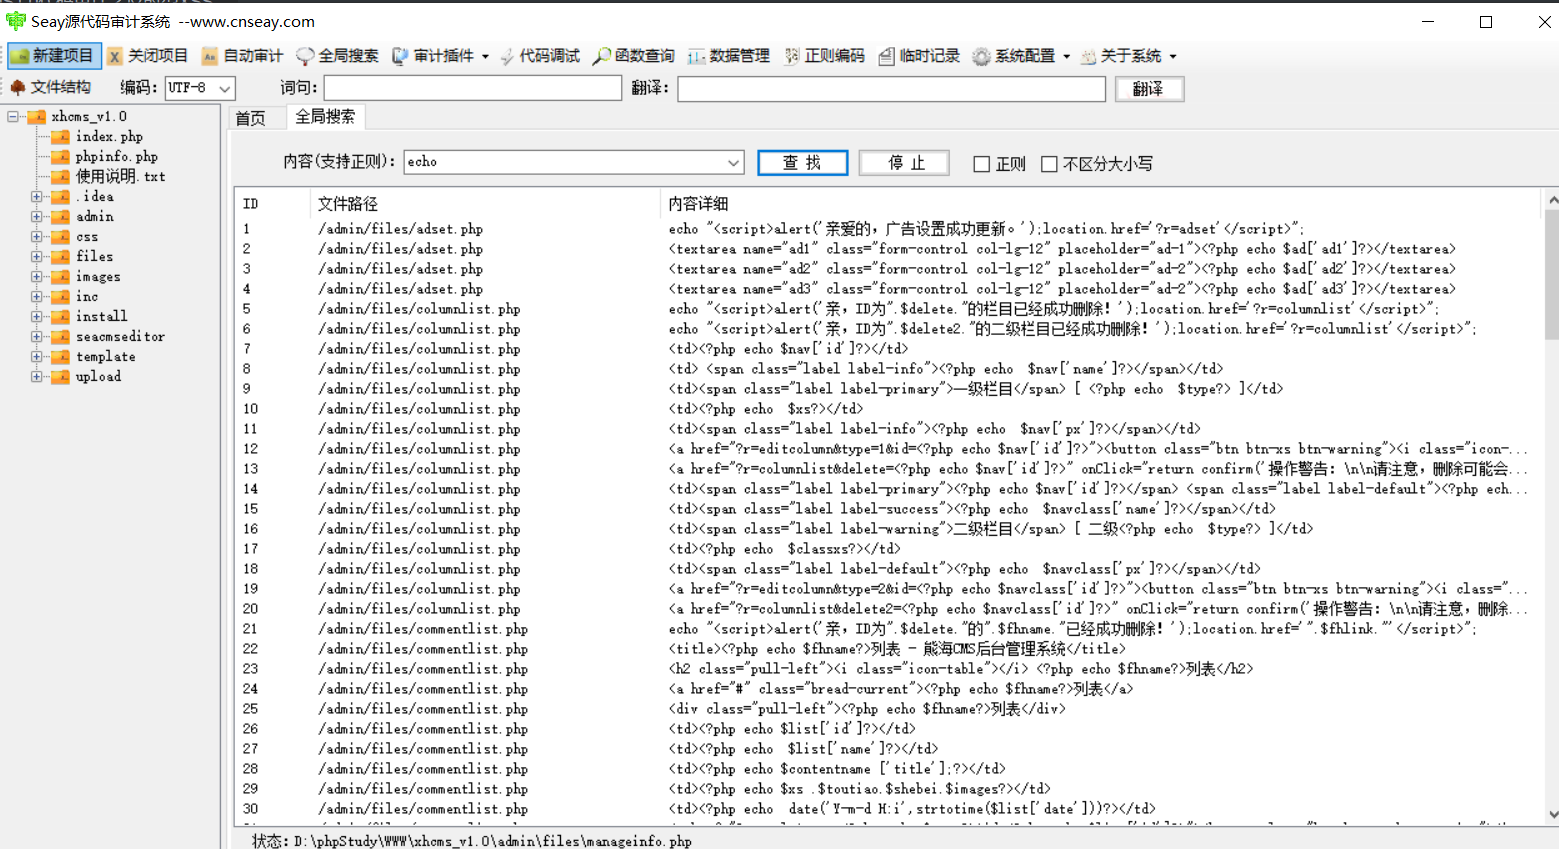 Seay源代码审计系统  --www.cnseay.com
新建项目 关闭项目 自动审计 全局搜索 审计插件 代码调试 函数查询 数据管理 正则编码 临时记录 系统配置 关于系统
文件结构 编码: UTF-8 词句: 翻译: 翻译
xhcms_v1.0
index.php
phpinfo.php
使用说明.txt
.idea
admin
css
files
images
inc
install
seacmseditor
template
upload
首页 全局搜索
内容(支持正则): echo 查 找 停 止 正则 不区分大小写
ID 文件路径 内容详细
1 /admin/files/adset.php echo "<script>alert('亲爱的，广告设置成功更新。');location.href='?r=adset'</script>";
2 /admin/files/adset.php <textarea name="ad1" class="form-control col-lg-12" placeholder="ad-1"><?php echo $ad['ad1']?></textarea>
3 /admin/files/adset.php <textarea name="ad2" class="form-control col-lg-12" placeholder="ad-2"><?php echo $ad['ad2']?></textarea>
4 /admin/files/adset.php <textarea name="ad3" class="form-control col-lg-12" placeholder="ad-2"><?php echo $ad['ad3']?></textarea>
5 /admin/files/columnlist.php echo "<script>alert('亲，ID为".$delete."的栏目已经成功删除！');location.href='?r=columnlist'</script>";
6 /admin/files/columnlist.php echo "<script>alert('亲，ID为".$delete2."的二级栏目已经成功删除！');location.href='?r=columnlist'</script>";
7 /admin/files/columnlist.php <td><?php echo $nav['id']?></td>
8 /admin/files/columnlist.php <td> <span class="label label-info"><?php echo  $nav['name']?></span></td>
9 /admin/files/columnlist.php <td><span class="label label-primary">一级栏目</span> [ <?php echo  $type?> ]</td>
10 /admin/files/columnlist.php <td><?php echo  $xs?></td>
11 /admin/files/columnlist.php <td><span class="label label-info"><?php echo  $nav['px']?></span></td>
12 /admin/files/columnlist.php <a href="?r=editcolumn&type=1&id=<?php echo $nav['id']?>"><button class="btn btn-xs btn-warning"><i class="icon-...
13 /admin/files/columnlist.php <a href="?r=columnlist&delete=<?php echo $nav['id']?>" onClick="return confirm('操作警告：\n\n请注意，删除可能会...
14 /admin/files/columnlist.php <td><span class="label label-primary"><?php echo $nav['id']?></span> <span class="label label-default"><?php ech...
15 /admin/files/columnlist.php <td><span class="label label-success"><?php echo  $navclass['name']?></span></td>
16 /admin/files/columnlist.php <td><span class="label label-warning">二级栏目</span> [ 二级<?php echo  $type?> ]</td>
17 /admin/files/columnlist.php <td><?php echo  $classxs?></td>
18 /admin/files/columnlist.php <td><span class="label label-default"><?php echo  $navclass['px']?></span></td>
19 /admin/files/columnlist.php <a href="?r=editcolumn&type=2&id=<?php echo $navclass['id']?>"><button class="btn btn-xs btn-warning"><i class="...
20 /admin/files/columnlist.php <a href="?r=columnlist&delete2=<?php echo $navclass['id']?>" onClick="return confirm('操作警告：\n\n请注意，删除...
21 /admin/files/commentlist.php echo "<script>alert('亲，ID为".$delete."的".$fhname."已经成功删除！');location.href='".$fhlink."'</script>";
22 /admin/files/commentlist.php <title><?php echo $fhname?>列表 - 熊海CMS后台管理系统</title>
23 /admin/files/commentlist.php <h2 class="pull-left"><i class="icon-table"></i> <?php echo $fhname?>列表</h2>
24 /admin/files/commentlist.php <a href="#" class="bread-current"><?php echo $fhname?>列表</a>
25 /admin/files/commentlist.php <div class="pull-left"><?php echo $fhname?>列表</div>
26 /admin/files/commentlist.php <td><?php echo $list['id']?></td>
27 /admin/files/commentlist.php <td><?php echo  $list['name']?></td>
28 /admin/files/commentlist.php <td><?php echo $contentname ['title'];?></td>
29 /admin/files/commentlist.php <td><?php echo $xs .$toutiao.$shebei.$images?></td>
30 /admin/files/commentlist.php <td><?php echo  date('Y-m-d H:i',strtotime($list['date']))?></td>
状态: D:\phpStudy\WWW\xhcms_v1.0\admin\files\manageinfo.php